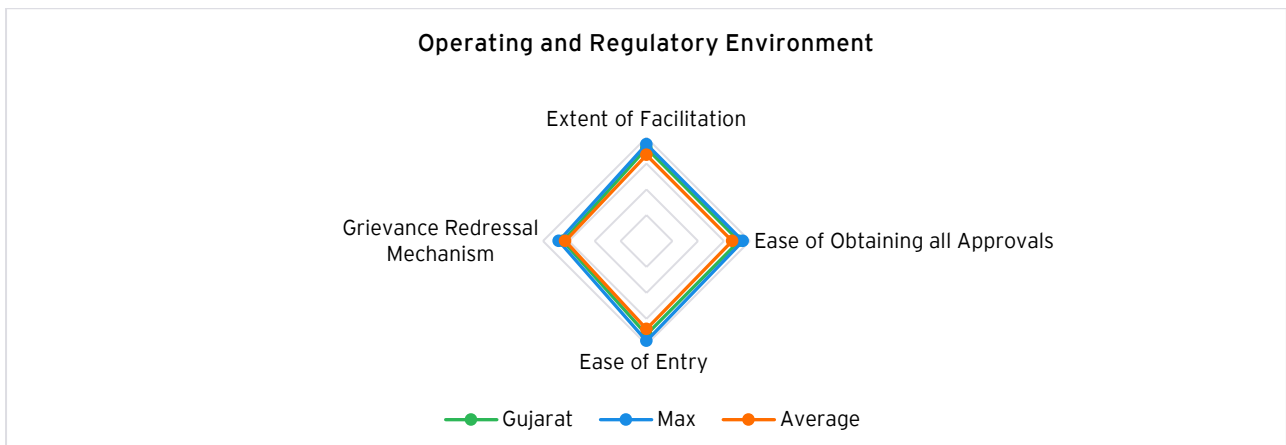 Operating and Regulatory Environment
Extent of Facilitation
Grievance Redressal
Mechanism
Ease of Obtaining all Approvals
Ease of Entry
Gujarat Max Average